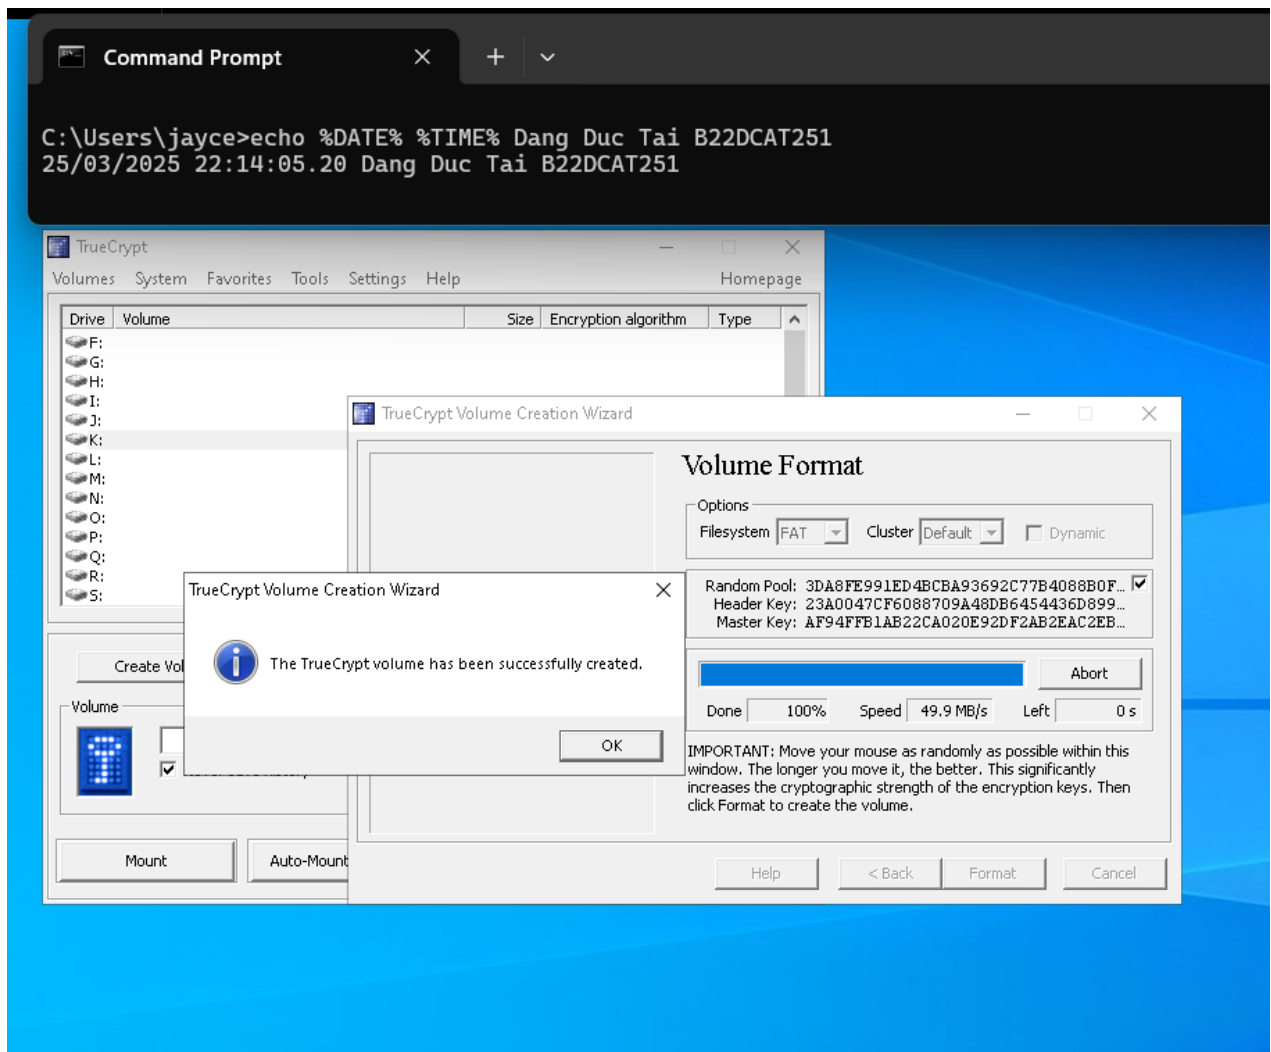 Command Prompt
C:\Users\jayce>echo %DATE% %TIME% Dang Duc Tai B22DCAT251
25/03/2025 22:14:05.20 Dang Duc Tai B22DCAT251
TrueCrypt
Volumes System Favorites Tools Settings Help Homepage
Drive Volume Size Encryption algorithm Type
F:
G:
H:
I:
J:
K:
L:
M:
N:
O:
P:
Q:
R:
S:
Create Vol
Volume
Mount
Auto-Mount
TrueCrypt Volume Creation Wizard
Volume Format
Options
Filesystem FAT Cluster Default Dynamic
Random Pool: 3DA8FE991ED4BCBA93692C77B4088B0F...
Header Key: 23A0047CF6088709A48DB6454436D899...
Master Key: AF94FFB1AB22CA020E92DF2AB2EAC2EB...
Abort
Done 100% Speed 49.9 MB/s Left 0 s
IMPORTANT: Move your mouse as randomly as possible within this
window. The longer you move it, the better. This significantly
increases the cryptographic strength of the encryption keys. Then
click Format to create the volume.
Help < Back Format Cancel
TrueCrypt Volume Creation Wizard
The TrueCrypt volume has been successfully created.
OK